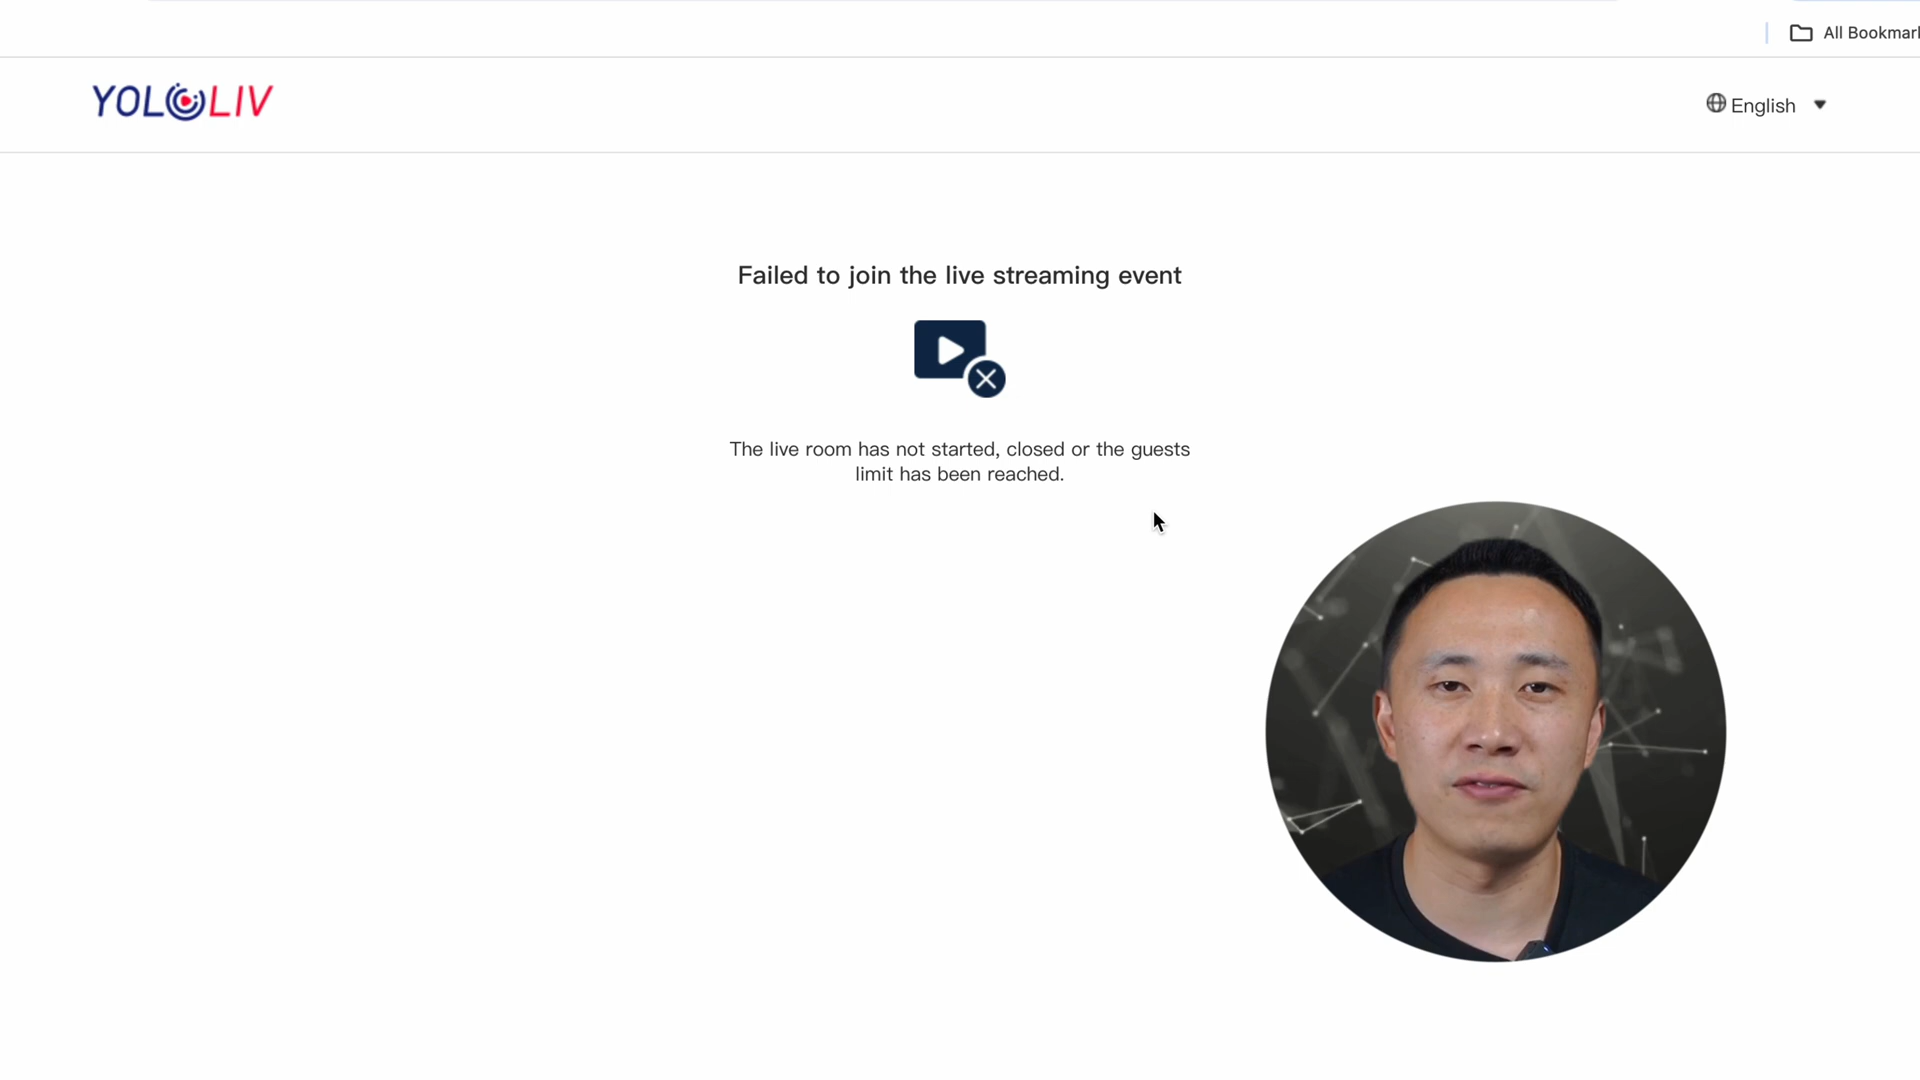 All Bookmark
YOLOLIV
English
Failed to join the live streaming event
The live room has not started, closed or the guests
limit has been reached.